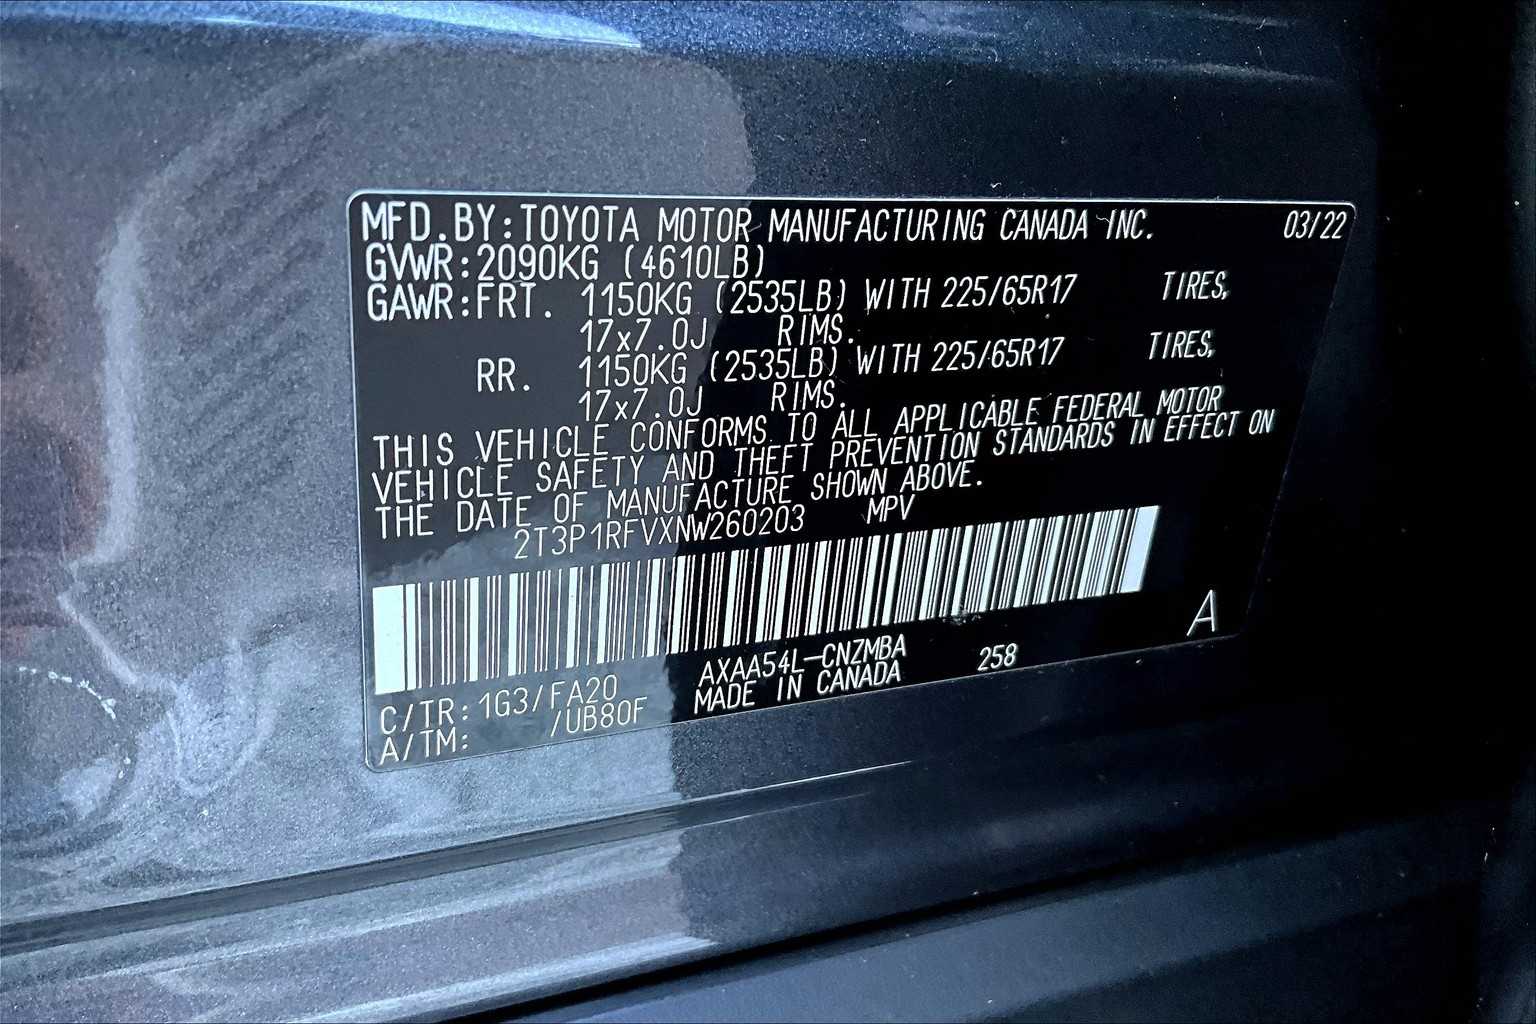 MFD.BY:TOYOTA MOTOR MANUFACTURING CANADA INC. 03/22
GVWR:2090KG (4610LB)
GAWR:FRT. 1150KG (2535LB) WITH 225/65R17 TIRES,
17x7.0J RIMS.
RR. 1150KG (2535LB) WITH 225/65R17 TIRES,
17x7.0J RIMS.
THIS VEHICLE CONFORMS TO ALL APPLICABLE FEDERAL MOTOR
VEHICLE SAFETY AND THEFT PREVENTION STANDARDS IN EFFECT ON
THE DATE OF MANUFACTURE SHOWN ABOVE.
2T3P1RFVXNW260203 MPV
A
C/TR:1G3/FA20 AXAA54L-CNZMBA 258
A/TM: /UB80F MADE IN CANADA